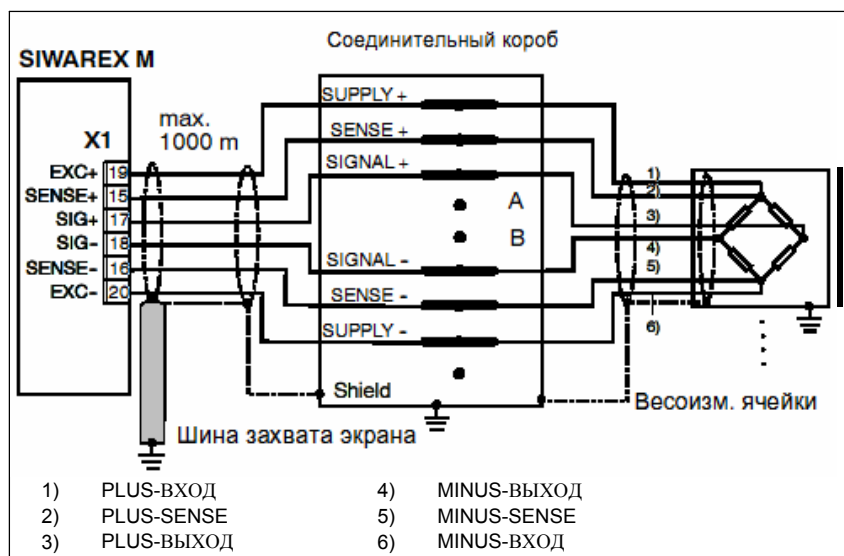 Соединительный короб
SIWAREX M
X1
max.
1000 m
EXC+ 19
SENSE+ 15
SIG+ 17
SIG- 18
SENSE- 16
EXC- 20
SUPPLY +
SENSE +
SIGNAL +
A
B
SIGNAL -
SENSE -
SUPPLY -
Shield
1)
2)
3)
4)
5)
6)
Весоизм. ячейки
Шина захвата экрана
1) PLUS-ВХОД
2) PLUS-SENSE
3) PLUS-ВЫХОД
4) MINUS-ВЫХОД
5) MINUS-SENSE
6) MINUS-ВХОД